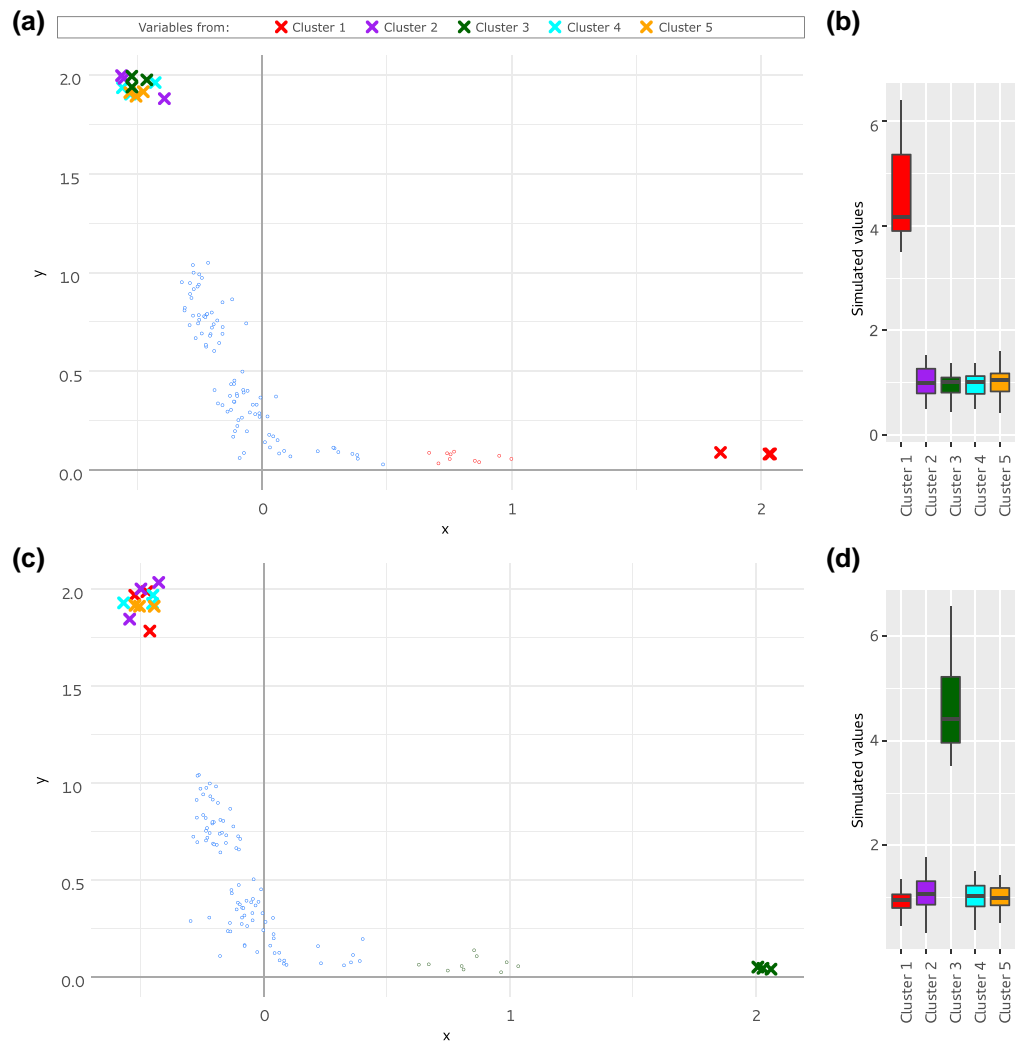 (a)
Variables from: Cluster 1 Cluster 2 Cluster 3 Cluster 4 Cluster 5
2.0
1.5
1.0
0.5
0.0
y
0 1 2
x
(b)
6
4
2
0
Simulated values
Cluster 1
Cluster 2
Cluster 3
Cluster 4
Cluster 5
(c)
2.0
1.5
1.0
0.5
0.0
y
0 1 2
x
(d)
6
4
2
Simulated values
Cluster 1
Cluster 2
Cluster 3
Cluster 4
Cluster 5